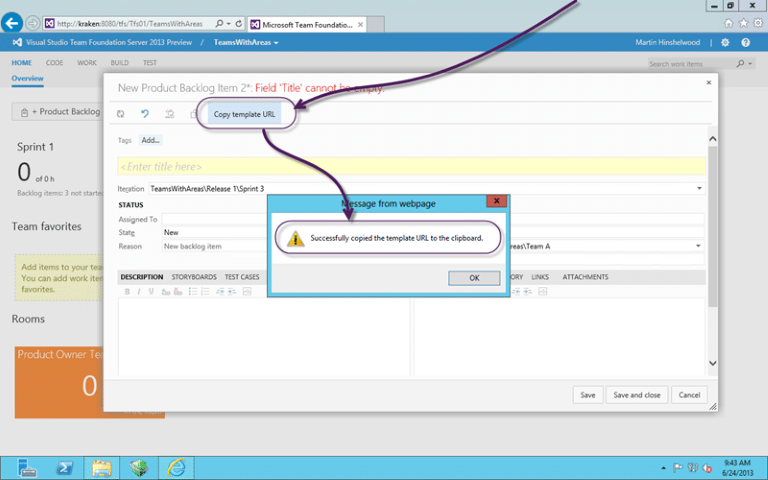 http://kraken:8080/tfs/Tfs01/TeamsWithAreas
Microsoft Team Foundatio...
Visual Studio Team Foundation Server 2013 Preview / TeamsWithAreas
Martin Hinshelwood
HOME CODE WORK BUILD TEST
Search work items
Overview
New Product Backlog Item 2*: Field 'Title' cannot be empty.
+ Product Backlog
Copy template URL
Tags Add...
Sprint 1
<Enter title here>
0 of 0 h
Iteration TeamsWithAreas\Release 1\Sprint 3
Backlog items: 3 not starte
STATUS
Message from webpage
Assigned To
Team favorites
State New
Successfully copied the template URL to the clipboard.
Reason New backlog item
reas\Team A
Add items to your tea
You can add work item
favorites.
OK
DESCRIPTION STORYBOARDS TEST CASES
ORY LINKS ATTACHMENTS
B I U
Rooms
Product Owner Tea
0
Save Save and close Cancel
9:43 AM
6/24/2013